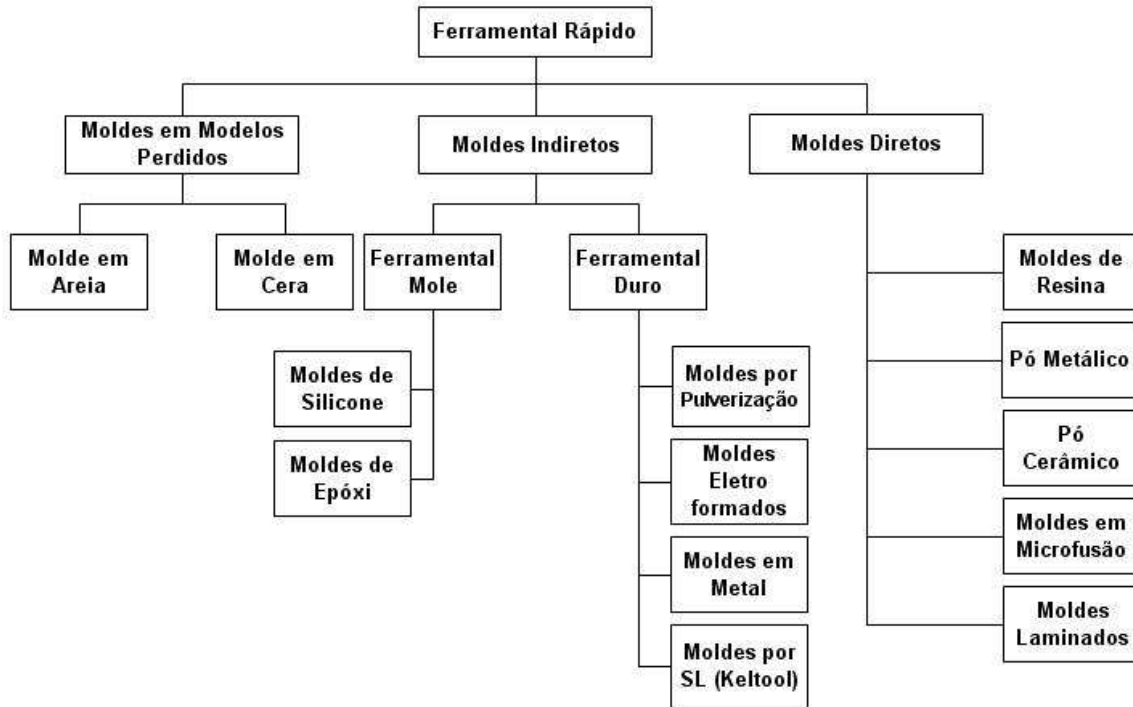 Ferramental Rápido
Moldes em Modelos
Perdidos
Moldes Indiretos
Moldes Diretos
Molde em
Areia
Molde em
Cera
Ferramental
Mole
Ferramental
Duro
Moldes de
Silicone
Moldes de
Epóxi
Moldes por
Pulverização
Moldes
Eletro
formados
Moldes em
Metal
Moldes por
SL (Keltool)
Moldes de
Resina
Pó Metálico
Pó
Cerâmico
Moldes em
Microfusão
Moldes
Laminados